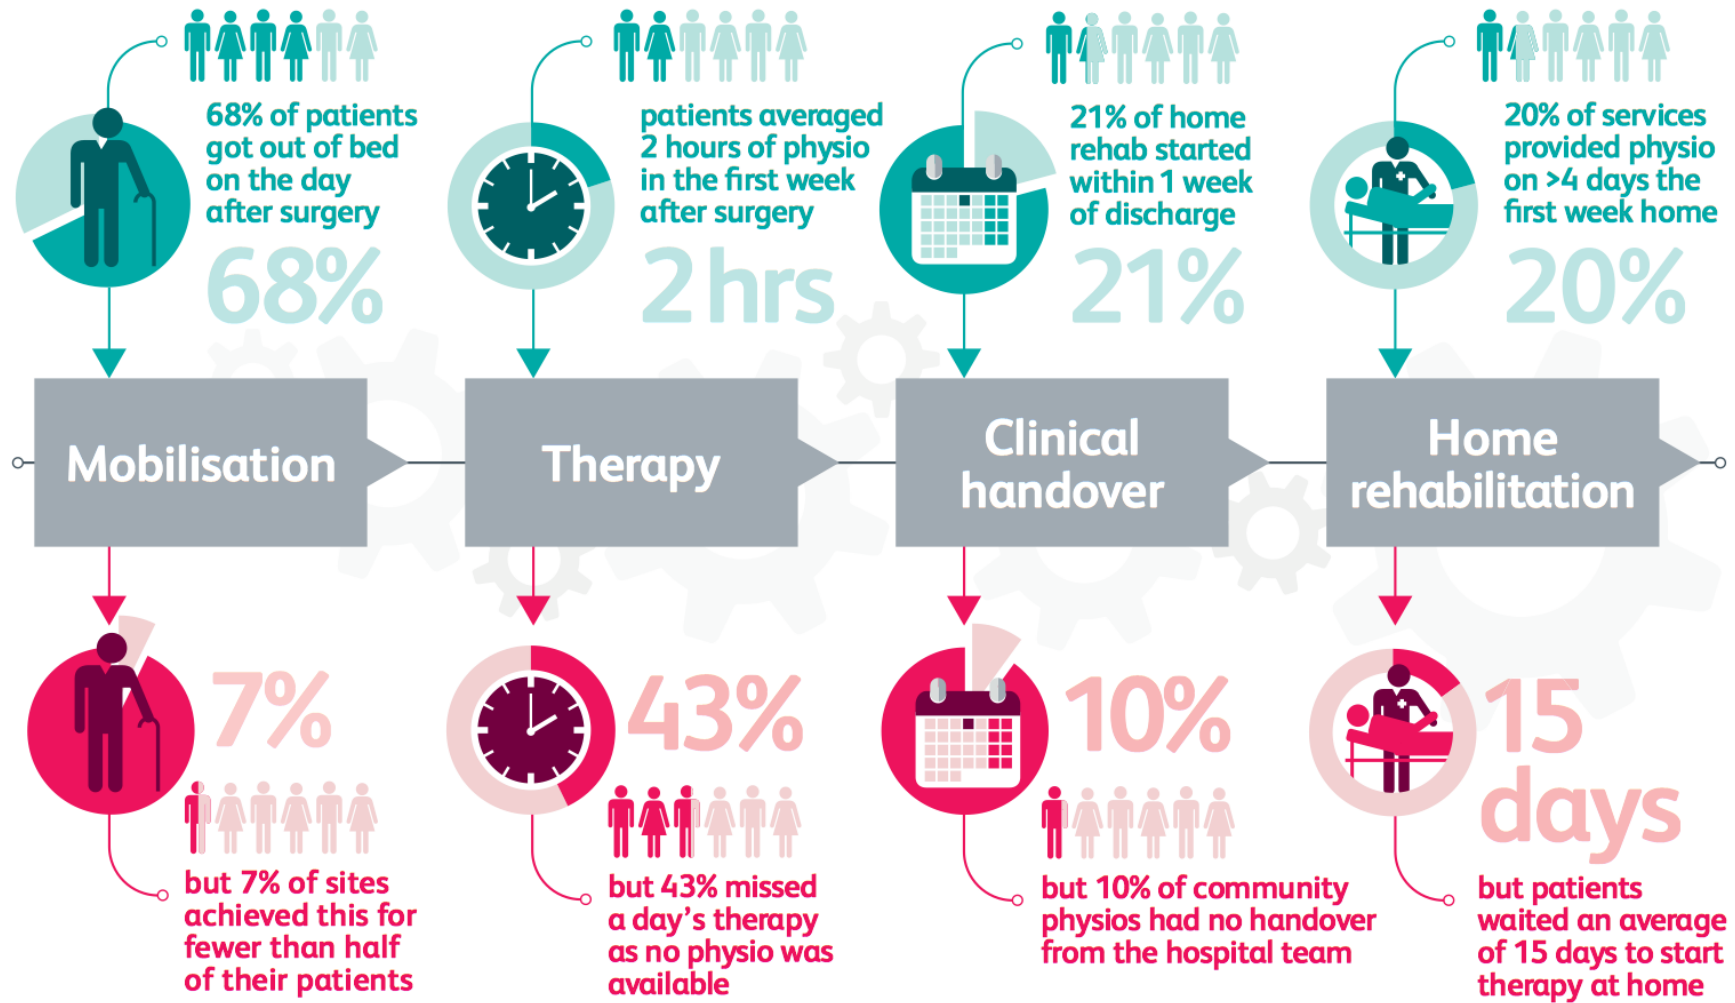 68% of patients
got out of bed
on the day
after surgery
68%
patients averaged
2 hours of physio
in the first week
after surgery
2hrs
21% of home
rehab started
within 1 week
of discharge
21%
20% of services
provided physio
on >4 days the
first week home
20%
Mobilisation
Therapy
Clinical
handover
Home
rehabilitation
7%
but 7% of sites
achieved this for
fewer than half
of their patients
43%
but 43% missed
a day's therapy
as no physio was
available
10%
but 10% of community
physios had no handover
from the hospital team
15
days
but patients
waited an average
of 15 days to start
therapy at home